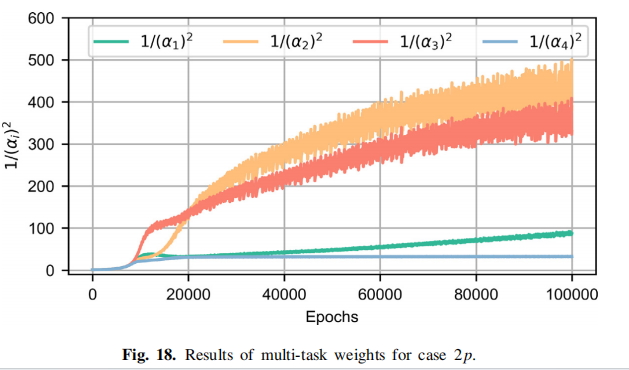 600
1/(α₁)² 1/(α₂)² 1/(α₃)² 1/(α₄)²
500
400
300
200
100
0
1/(αᵢ)²
0 20000 40000 60000 80000 100000
Epochs
Fig. 18. Results of multi-task weights for case 2p.